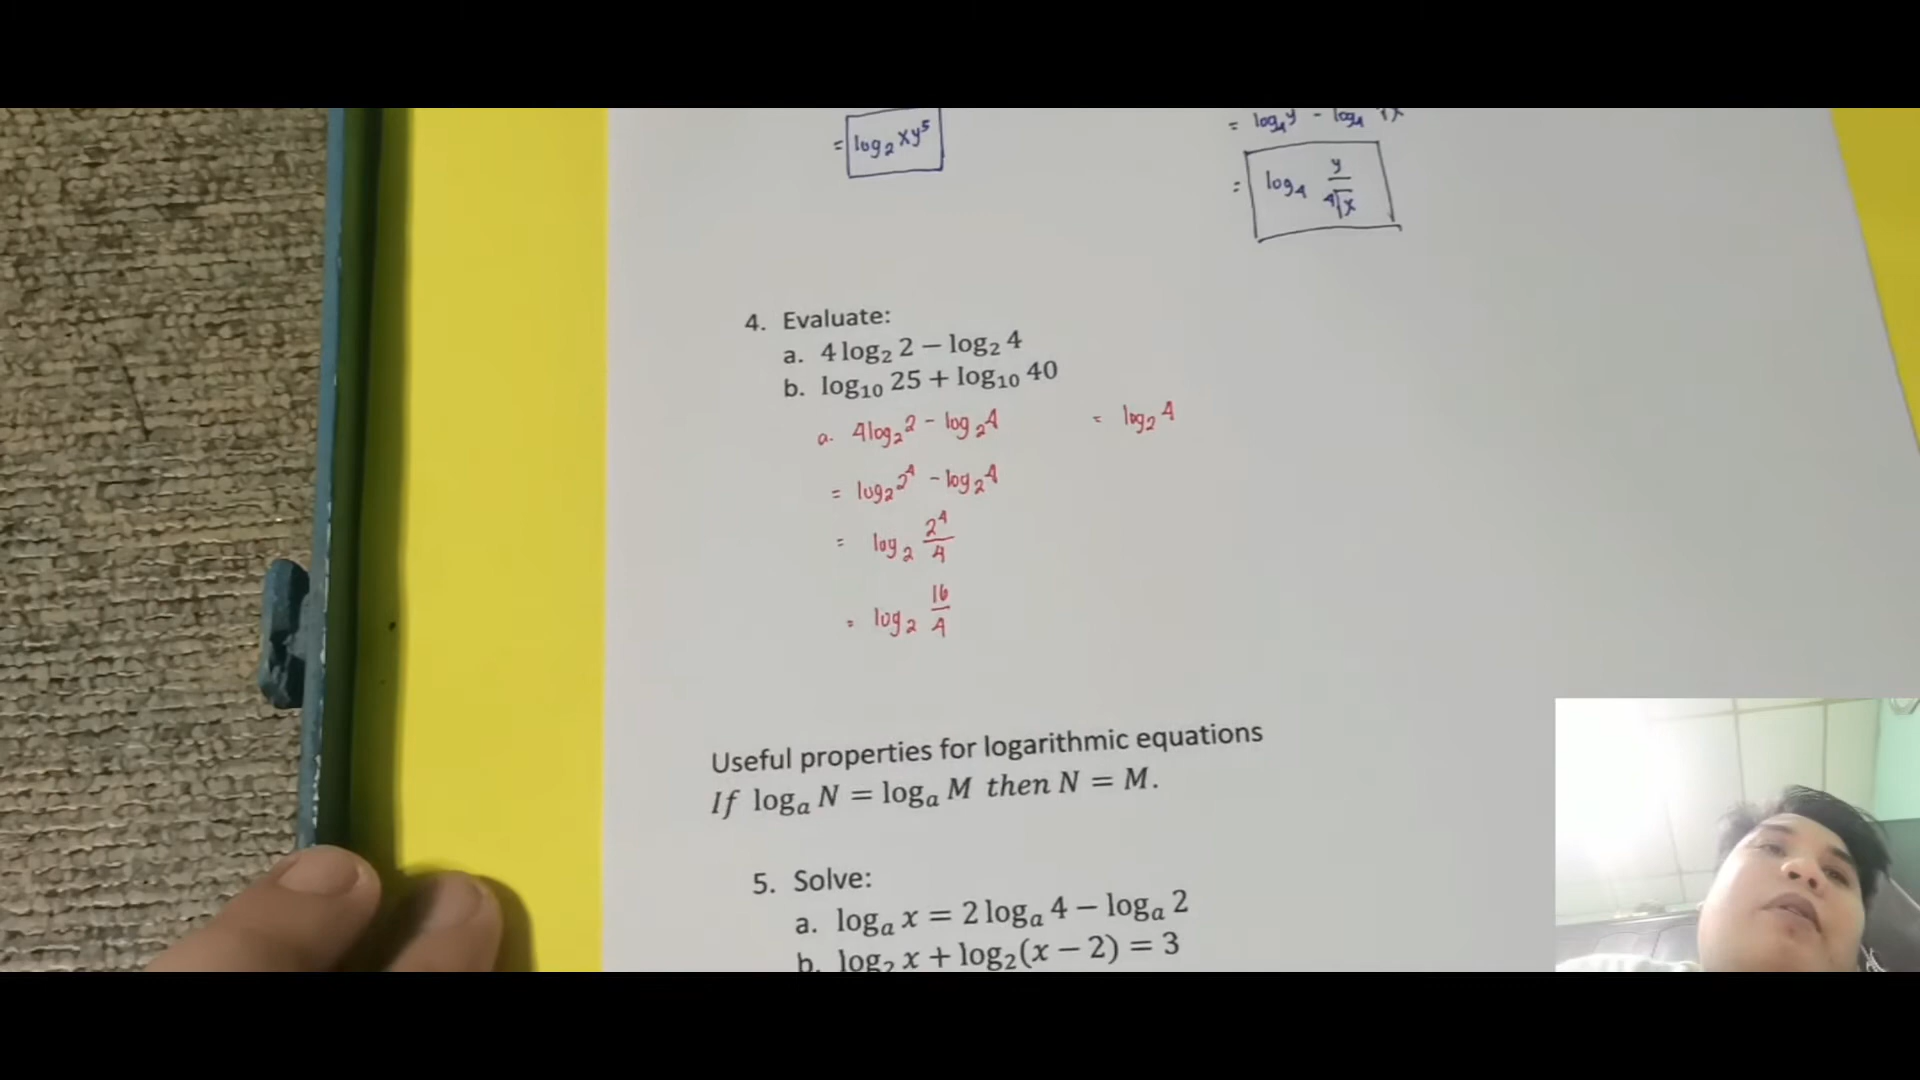 = log₂ xy⁵
= log₄ y - log₄ ∜x
= log₄ y/∜x
4. Evaluate:
a. 4 log₂ 2 − log₂ 4
b. log₁₀ 25 + log₁₀ 40
a. 4log₂2 - log₂4
= log₂2⁴ - log₂4
= log₂ 2⁴/4
= log₂ 16/4
= log₂ 4
Useful properties for logarithmic equations
If logₐ N = logₐ M then N = M.
5. Solve:
a. logₐ x = 2 logₐ 4 − logₐ 2
b. log₂ x + log₂(x − 2) = 3